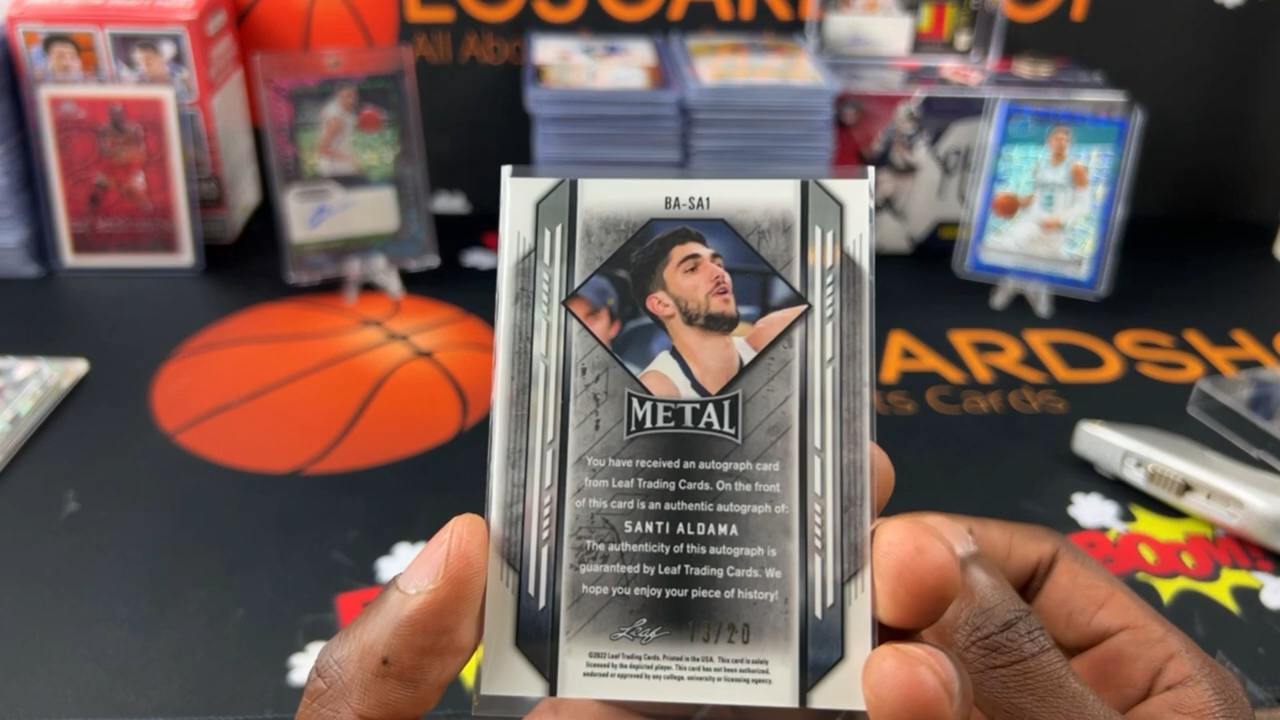 All Abo
BA-SA1
METAL
You have received an autograph card
from Leaf Trading Cards. On the front
of this card is an authentic autograph of:
SANTI ALDAMA
The authenticity of this autograph is
guaranteed by Leaf Trading Cards. We
hope you enjoy your piece of history!
Leaf
13/20
©2022 Leaf Trading Cards. Printed in the USA. This card is solely
licensed by the depicted player. This card has not been authorized,
endorsed or approved by any college, university or licensing agency.
ARDSH
ts Cards
BOOM!